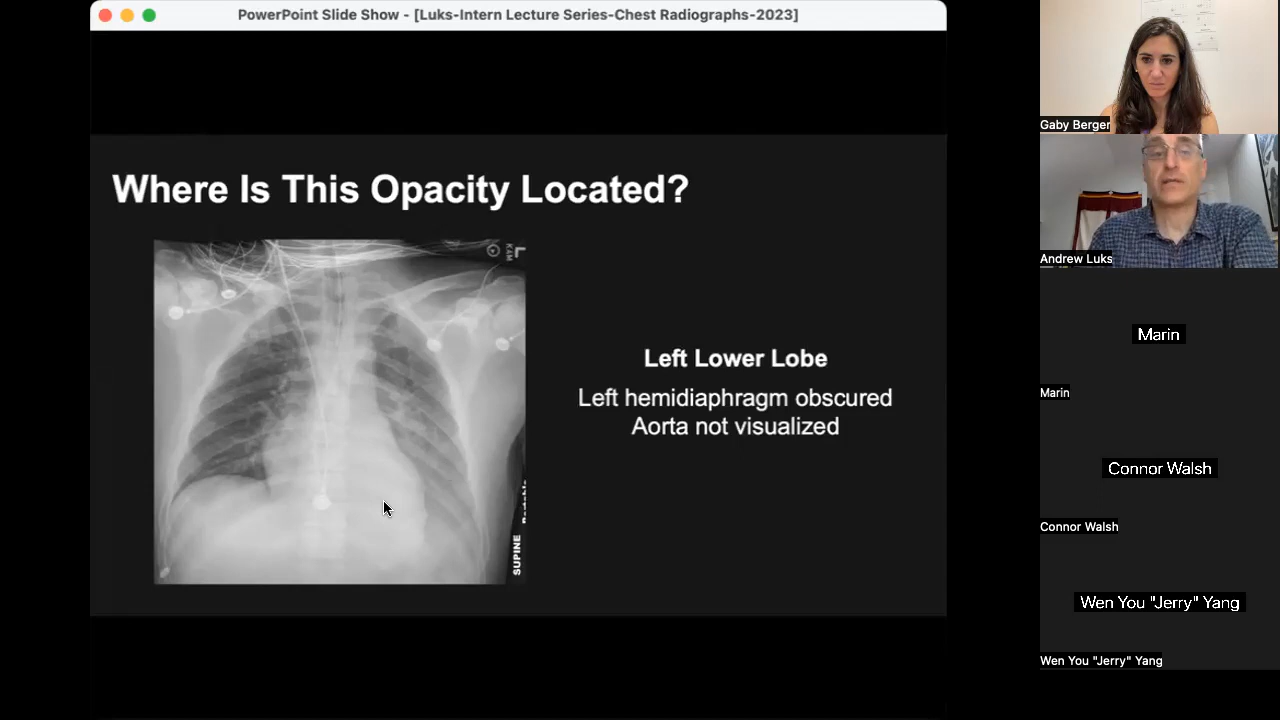 PowerPoint Slide Show - [Luks-Intern Lecture Series-Chest Radiographs-2023]
Where Is This Opacity Located?
L
KAM
SUPINE
Left Lower Lobe
Left hemidiaphragm obscured
Aorta not visualized
Gaby Berger
Andrew Luks
Marin
Marin
Connor Walsh
Connor Walsh
Wen You "Jerry" Yang
Wen You "Jerry" Yang